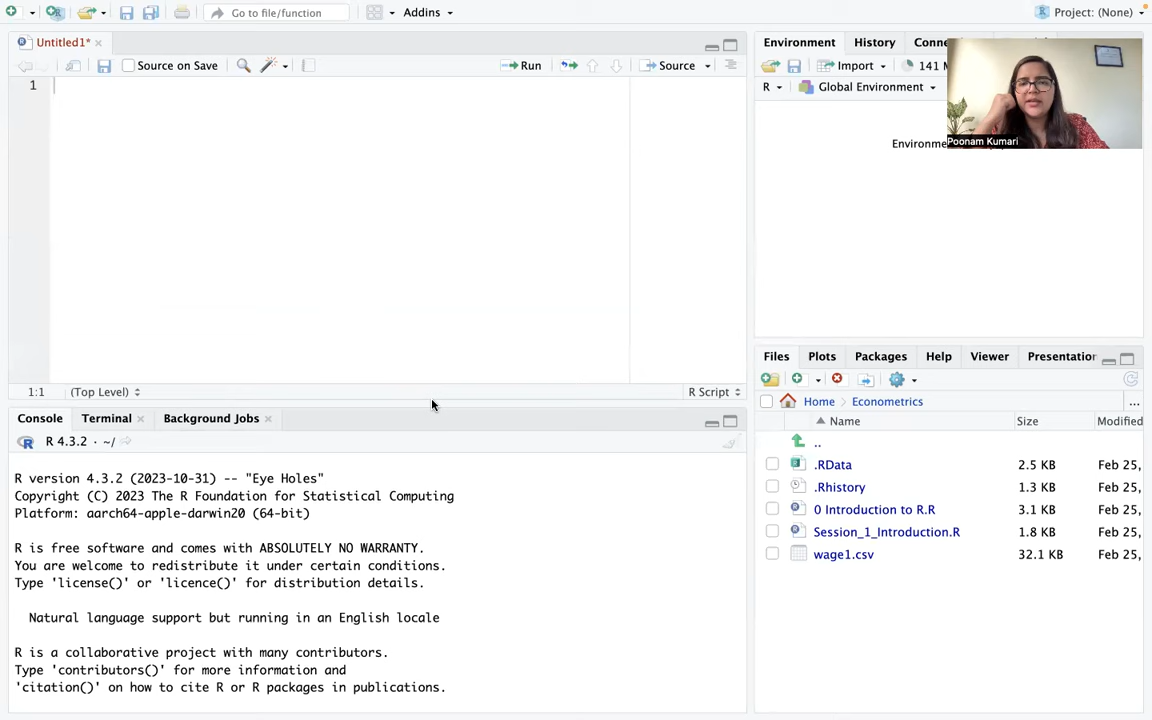 Go to file/function
Addins
Project: (None)
Untitled1*
Source on Save
Run
Source
1
1:1
(Top Level)
R Script
Console
Terminal
Background Jobs
R 4.3.2 · ~/
R version 4.3.2 (2023-10-31) -- "Eye Holes"
Copyright (C) 2023 The R Foundation for Statistical Computing
Platform: aarch64-apple-darwin20 (64-bit)
R is free software and comes with ABSOLUTELY NO WARRANTY.
You are welcome to redistribute it under certain conditions.
Type 'license()' or 'licence()' for distribution details.
Natural language support but running in an English locale
R is a collaborative project with many contributors.
Type 'contributors()' for more information and
'citation()' on how to cite R or R packages in publications.
Environment
History
Conne
Import
141 M
R
Global Environment
Environme
Poonam Kumari
Files
Plots
Packages
Help
Viewer
Presentation
Home
Econometrics
...
Name
Size
Modified
..
.RData
2.5 KB
Feb 25,
.Rhistory
1.3 KB
Feb 25,
0 Introduction to R.R
3.1 KB
Feb 25,
Session_1_Introduction.R
1.8 KB
Feb 25,
wage1.csv
32.1 KB
Feb 25,